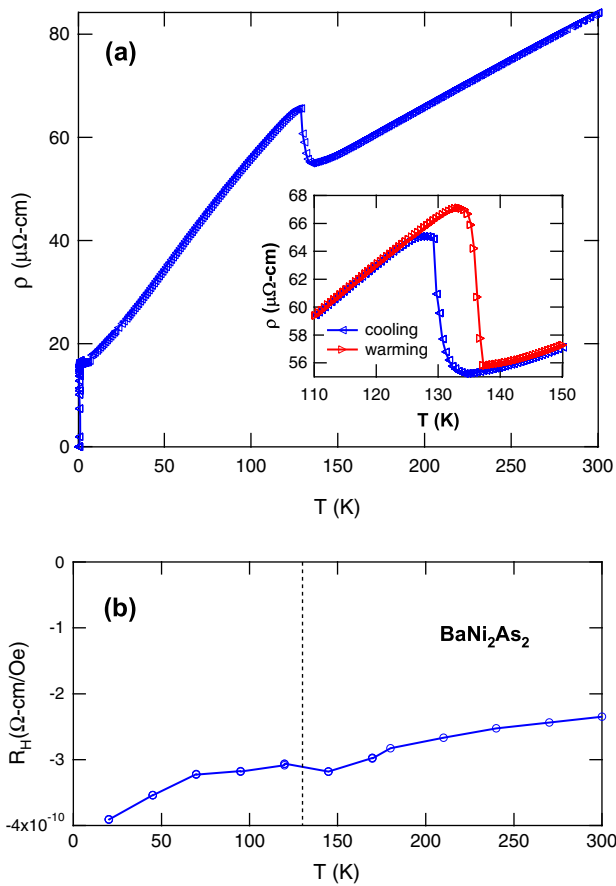 (a)
80
60
40
20
0
ρ (μΩ-cm)
0
50
100
150
200
250
300
T (K)
68
66
64
62
60
58
56
ρ (μΩ-cm)
cooling
warming
110
120
130
140
150
T (K)
(b)
BaNi₂As₂
0
-1
-2
-3
-4x10⁻¹⁰
R_H(Ω-cm/Oe)
0
50
100
150
200
250
300
T (K)